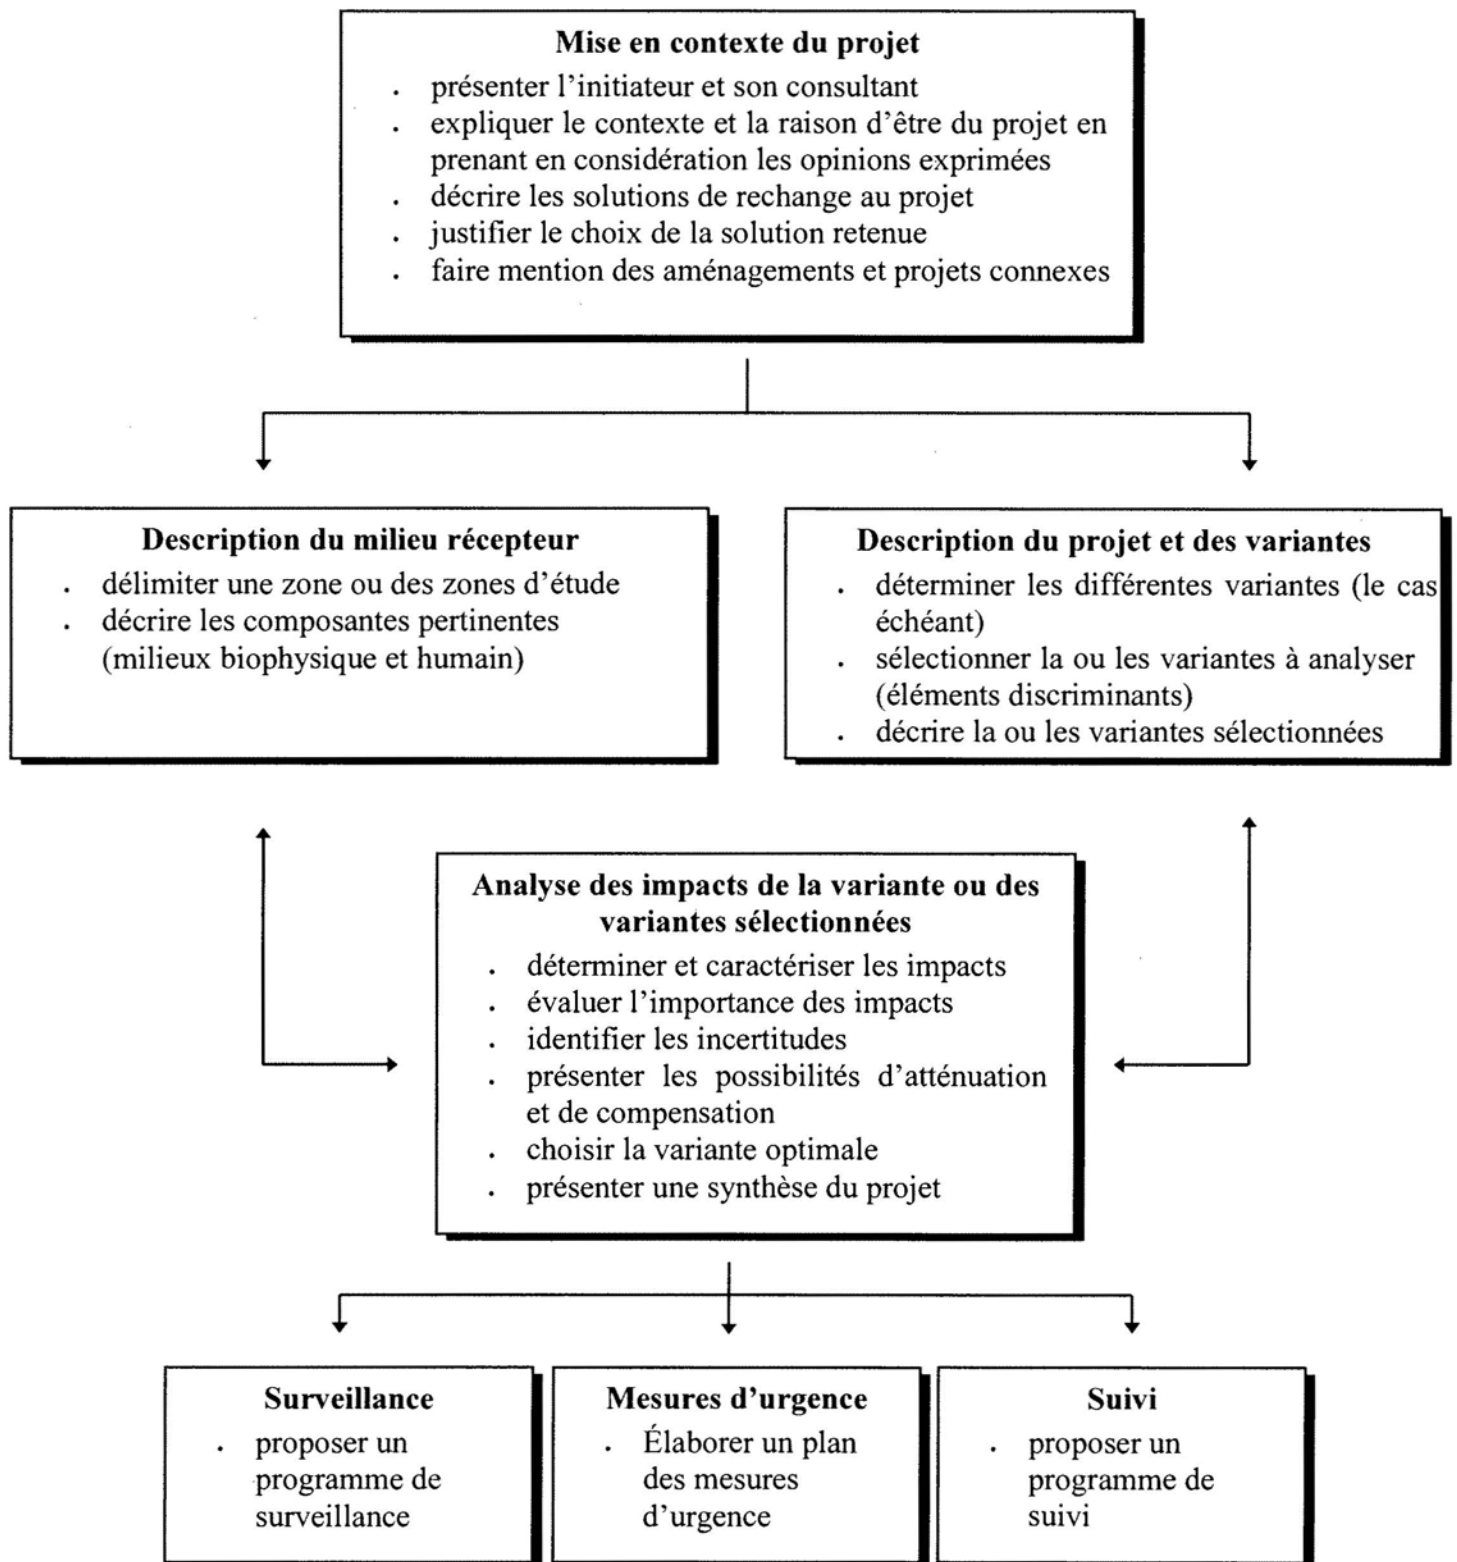 Mise en contexte du projet
. présenter l'initiateur et son consultant
. expliquer le contexte et la raison d'être du projet en
prenant en considération les opinions exprimées
. décrire les solutions de rechange au projet
. justifier le choix de la solution retenue
. faire mention des aménagements et projets connexes
Description du milieu récepteur
. délimiter une zone ou des zones d'étude
. décrire les composantes pertinentes
(milieux biophysique et humain)
Description du projet et des variantes
. déterminer les différentes variantes (le cas
échéant)
. sélectionner la ou les variantes à analyser
(éléments discriminants)
. décrire la ou les variantes sélectionnées
Analyse des impacts de la variante ou des
variantes sélectionnées
. déterminer et caractériser les impacts
. évaluer l'importance des impacts
. identifier les incertitudes
. présenter les possibilités d'atténuation
et de compensation
. choisir la variante optimale
. présenter une synthèse du projet
Surveillance
. proposer un
programme de
surveillance
Mesures d'urgence
. Élaborer un plan
des mesures
d'urgence
Suivi
. proposer un
programme de
suivi